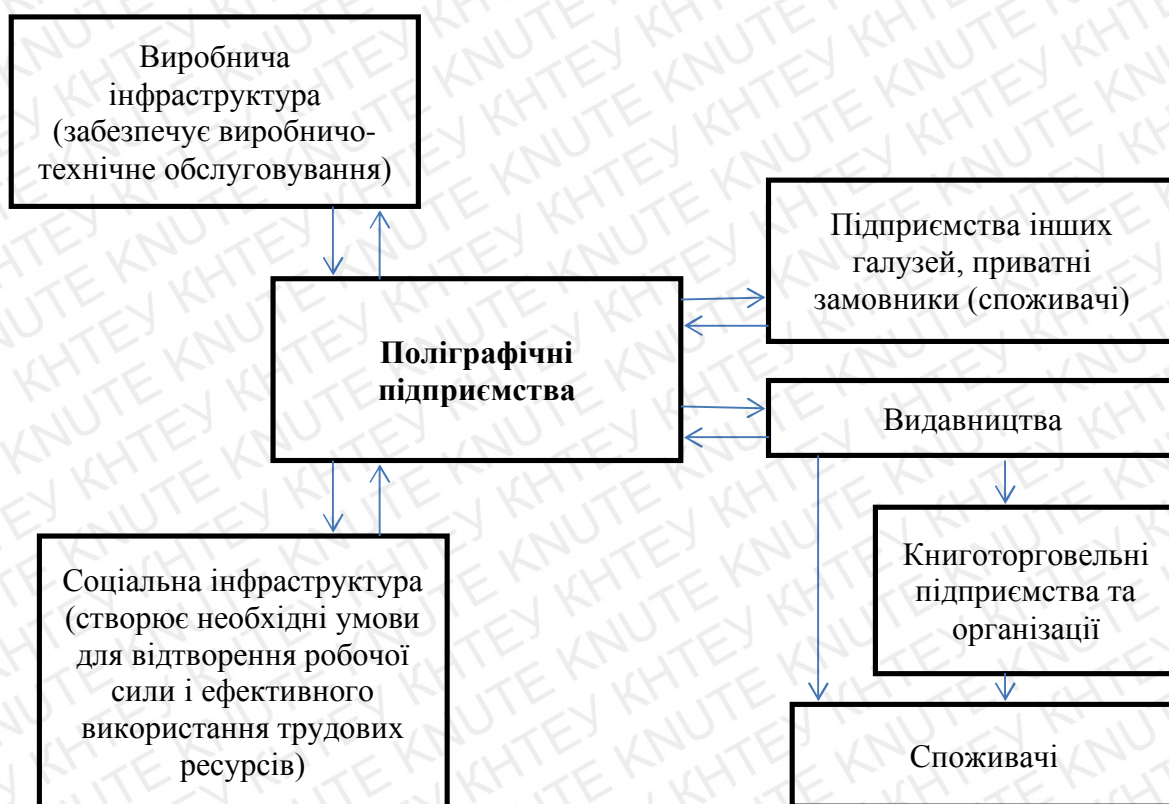 Виробнича
інфраструктура
(забезпечує виробничо-
технічне обслуговування)
Підприємства інших
галузей, приватні
замовники (споживачі)
Поліграфічні
підприємства
Видавництва
Книготорговельні
підприємства та
організації
Соціальна інфраструктура
(створює необхідні умови
для відтворення робочої
сили і ефективного
використання трудових
ресурсів)
Споживачі